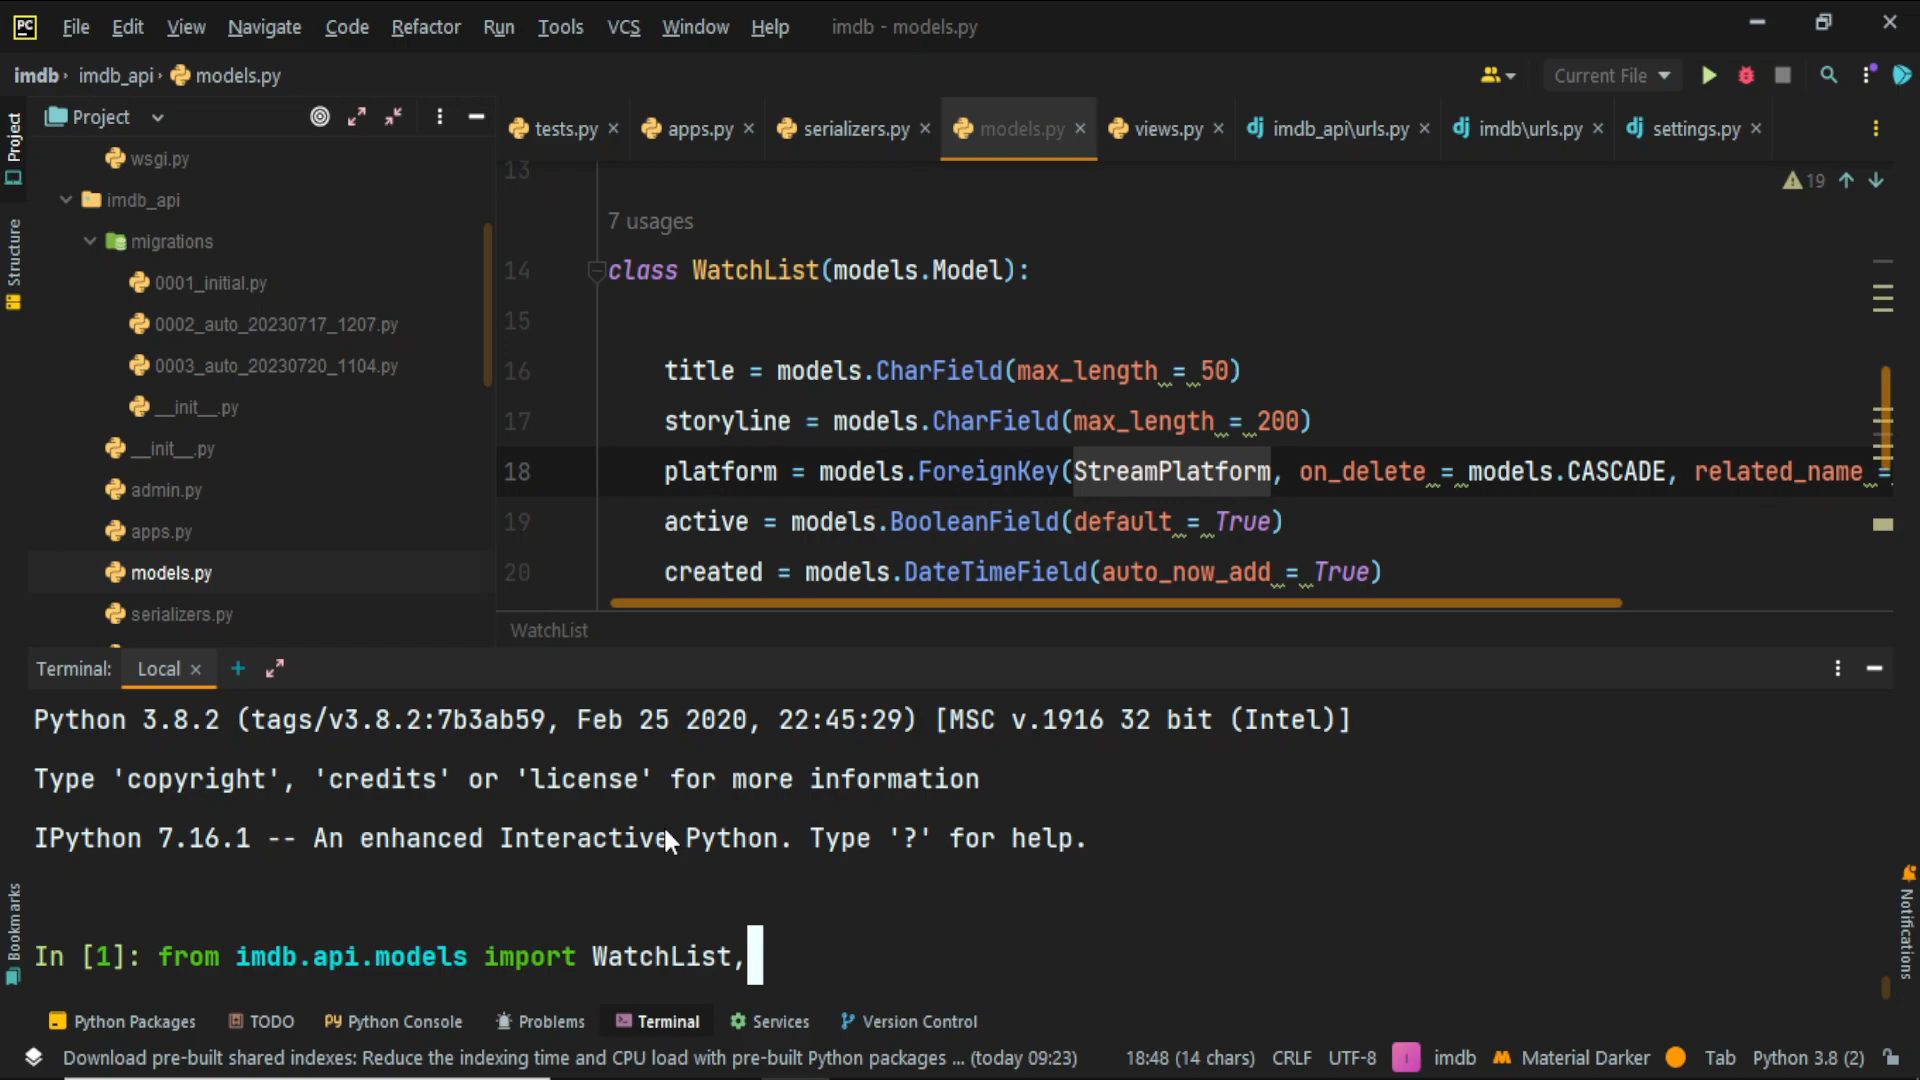 PC File Edit View Navigate Code Refactor Run Tools VCS Window Help imdb - models.py
imdb imdb_api models.py Current File
Project
Project
Structure
Bookmarks
Notifications
wsgi.py
imdb_api
migrations
0001_initial.py
0002_auto_20230717_1207.py
0003_auto_20230720_1104.py
__init__.py
__init__.py
admin.py
apps.py
models.py
serializers.py
tests.py apps.py serializers.py models.py views.py imdb_api\urls.py imdb\urls.py settings.py
19
13
7 usages
14 class WatchList(models.Model):
15
16 title = models.CharField(max_length = 50)
17 storyline = models.CharField(max_length = 200)
18 platform = models.ForeignKey(StreamPlatform, on_delete = models.CASCADE, related_name =
19 active = models.BooleanField(default = True)
20 created = models.DateTimeField(auto_now_add = True)
WatchList
Terminal: Local
Python 3.8.2 (tags/v3.8.2:7b3ab59, Feb 25 2020, 22:45:29) [MSC v.1916 32 bit (Intel)]
Type 'copyright', 'credits' or 'license' for more information
IPython 7.16.1 -- An enhanced Interactive Python. Type '?' for help.
In [1]: from imdb.api.models import WatchList,
Python Packages TODO Python Console Problems Terminal Services Version Control
Download pre-built shared indexes: Reduce the indexing time and CPU load with pre-built Python packages ... (today 09:23) 18:48 (14 chars) CRLF UTF-8 imdb Material Darker Tab Python 3.8 (2)